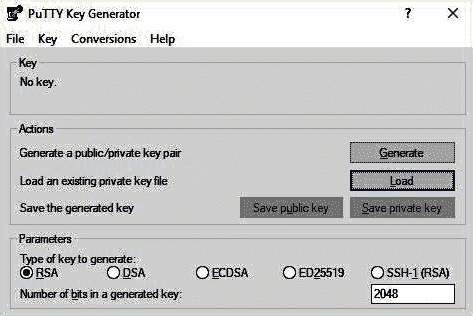 PuTTY Key Generator ? ×
File Key Conversions Help
Key
No key.
Actions
Generate a public/private key pair Generate
Load an existing private key file Load
Save the generated key Save public key Save private key
Parameters
Type of key to generate:
RSA DSA ECDSA ED25519 SSH-1 (RSA)
Number of bits in a generated key: 2048